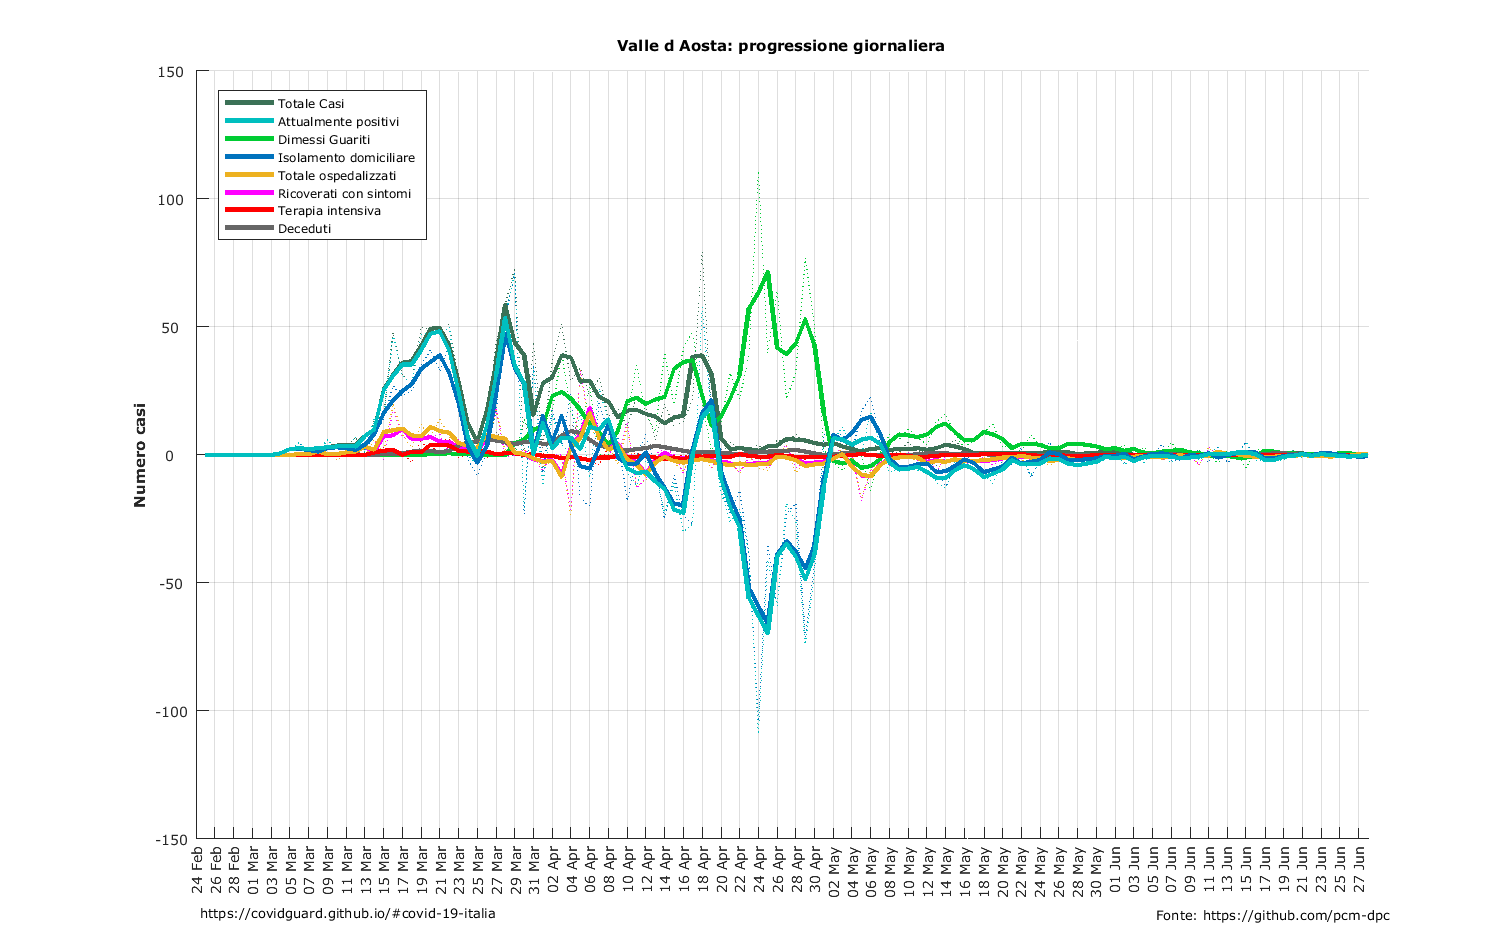 Valle d Aosta: progressione giornaliera
Numero casi
150
100
50
0
-50
-100
-150
Totale Casi
Attualmente positivi
Dimessi Guariti
Isolamento domiciliare
Totale ospedalizzati
Ricoverati con sintomi
Terapia intensiva
Deceduti
24 Feb
26 Feb
28 Feb
01 Mar
03 Mar
05 Mar
07 Mar
09 Mar
11 Mar
13 Mar
15 Mar
17 Mar
19 Mar
21 Mar
23 Mar
25 Mar
27 Mar
29 Mar
31 Mar
02 Apr
04 Apr
06 Apr
08 Apr
10 Apr
12 Apr
14 Apr
16 Apr
18 Apr
20 Apr
22 Apr
24 Apr
26 Apr
28 Apr
30 Apr
02 May
04 May
06 May
08 May
10 May
12 May
14 May
16 May
18 May
20 May
22 May
24 May
26 May
28 May
30 May
01 Jun
03 Jun
05 Jun
07 Jun
09 Jun
11 Jun
13 Jun
15 Jun
17 Jun
19 Jun
21 Jun
23 Jun
25 Jun
27 Jun
https://covidguard.github.io/#covid-19-italia
Fonte: https://github.com/pcm-dpc